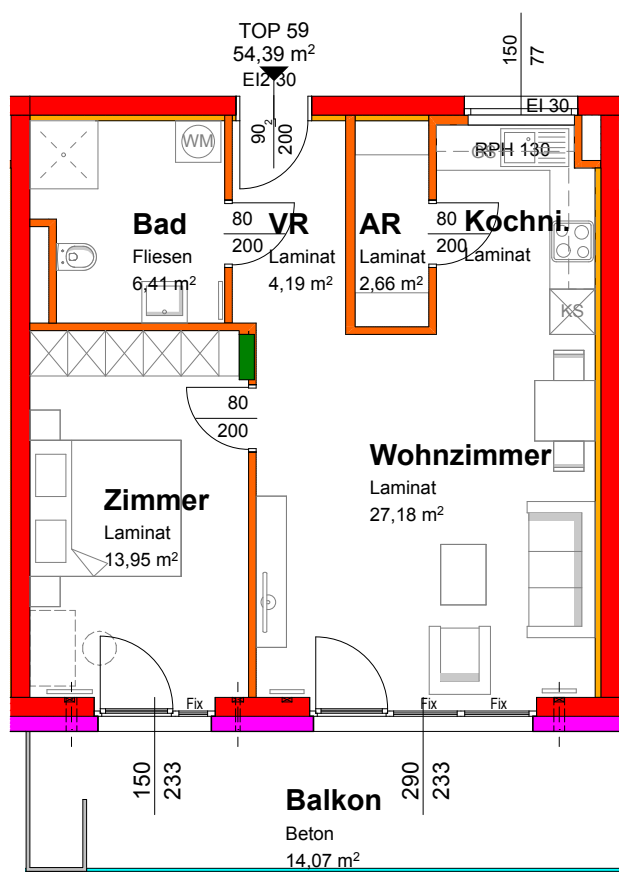 TOP 59
54,39 m²
EI2 30
150
77
EI 30
90
2
200
WM
RPH 130
Bad
Fliesen
6,41 m²
80
200
VR
Laminat
4,19 m²
AR
Laminat
2,66 m²
80
200
Kochni.
Laminat
KS
80
200
Zimmer
Laminat
13,95 m²
Wohnzimmer
Laminat
27,18 m²
Fix
Fix
Fix
150
233
290
233
Balkon
Beton
14,07 m²